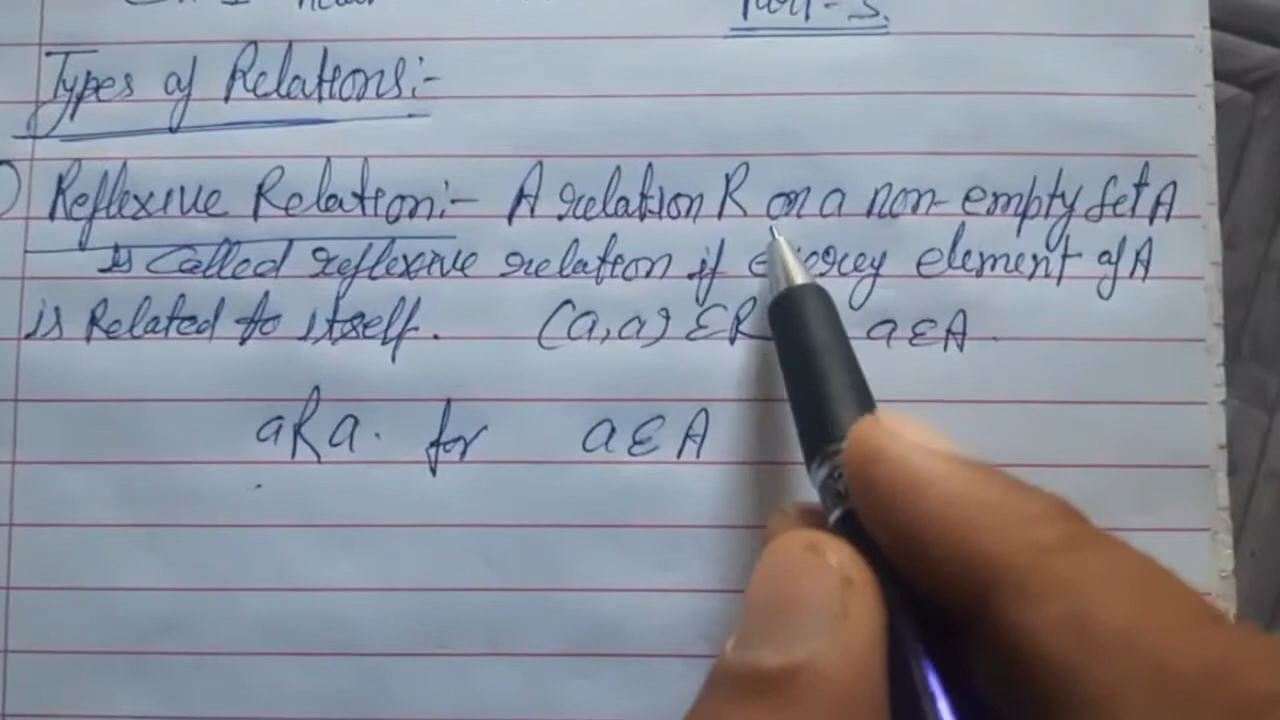 Types of Relations:-
Reflexive Relation:- A relation R on a non-empty set A
is called reflexive relation if every element of A
is Related to itself. (a,a) ∈ R a ∈ A.
aRa. for a ∈ A